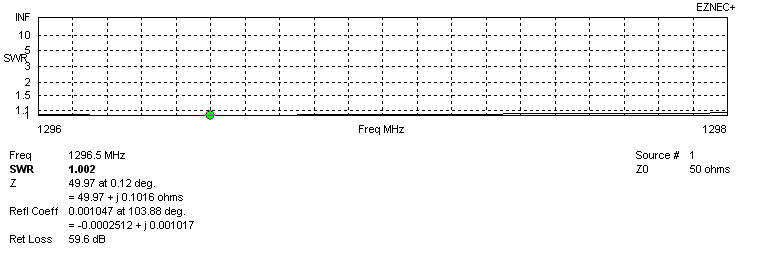 EZNEC+
INF
10
5
SWR
3
2
1.5
1.1
1
1296 Freq MHz 1298
Freq 1296.5 MHz Source # 1
SWR 1.002 Z0 50 ohms
Z 49.97 at 0.12 deg.
= 49.97 + j 0.1016 ohms
Refl Coeff 0.001047 at 103.88 deg.
= -0.0002512 + j 0.001017
Ret Loss 59.6 dB